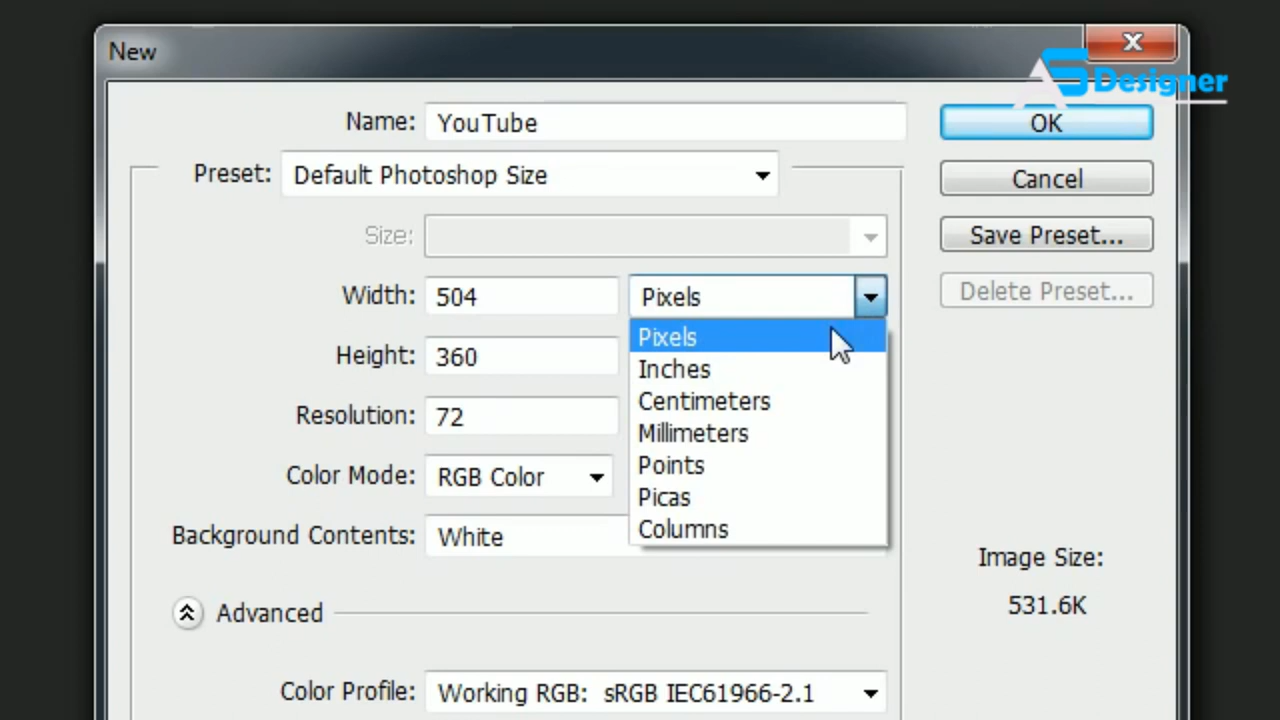 New
AS Designer
Name: YouTube
OK
Preset: Default Photoshop Size
Cancel
Size:
Save Preset...
Width: 504 Pixels
Delete Preset...
Pixels
Height: 360
Inches
Centimeters
Resolution: 72
Millimeters
Points
Color Mode: RGB Color
Picas
Columns
Background Contents: White
Image Size:
531.6K
Advanced
Color Profile: Working RGB: sRGB IEC61966-2.1